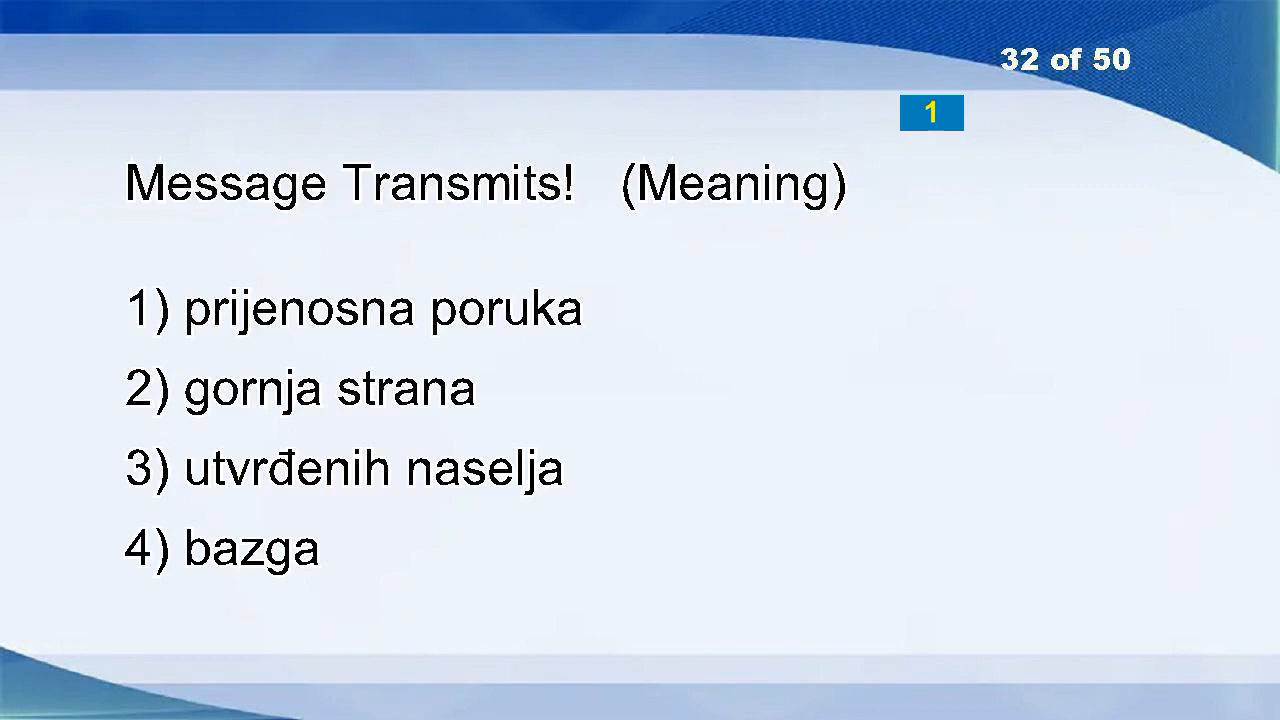 32 of 50
1
Message Transmits! (Meaning)
1) prijenosna poruka
2) gornja strana
3) utvrđenih naselja
4) bazga